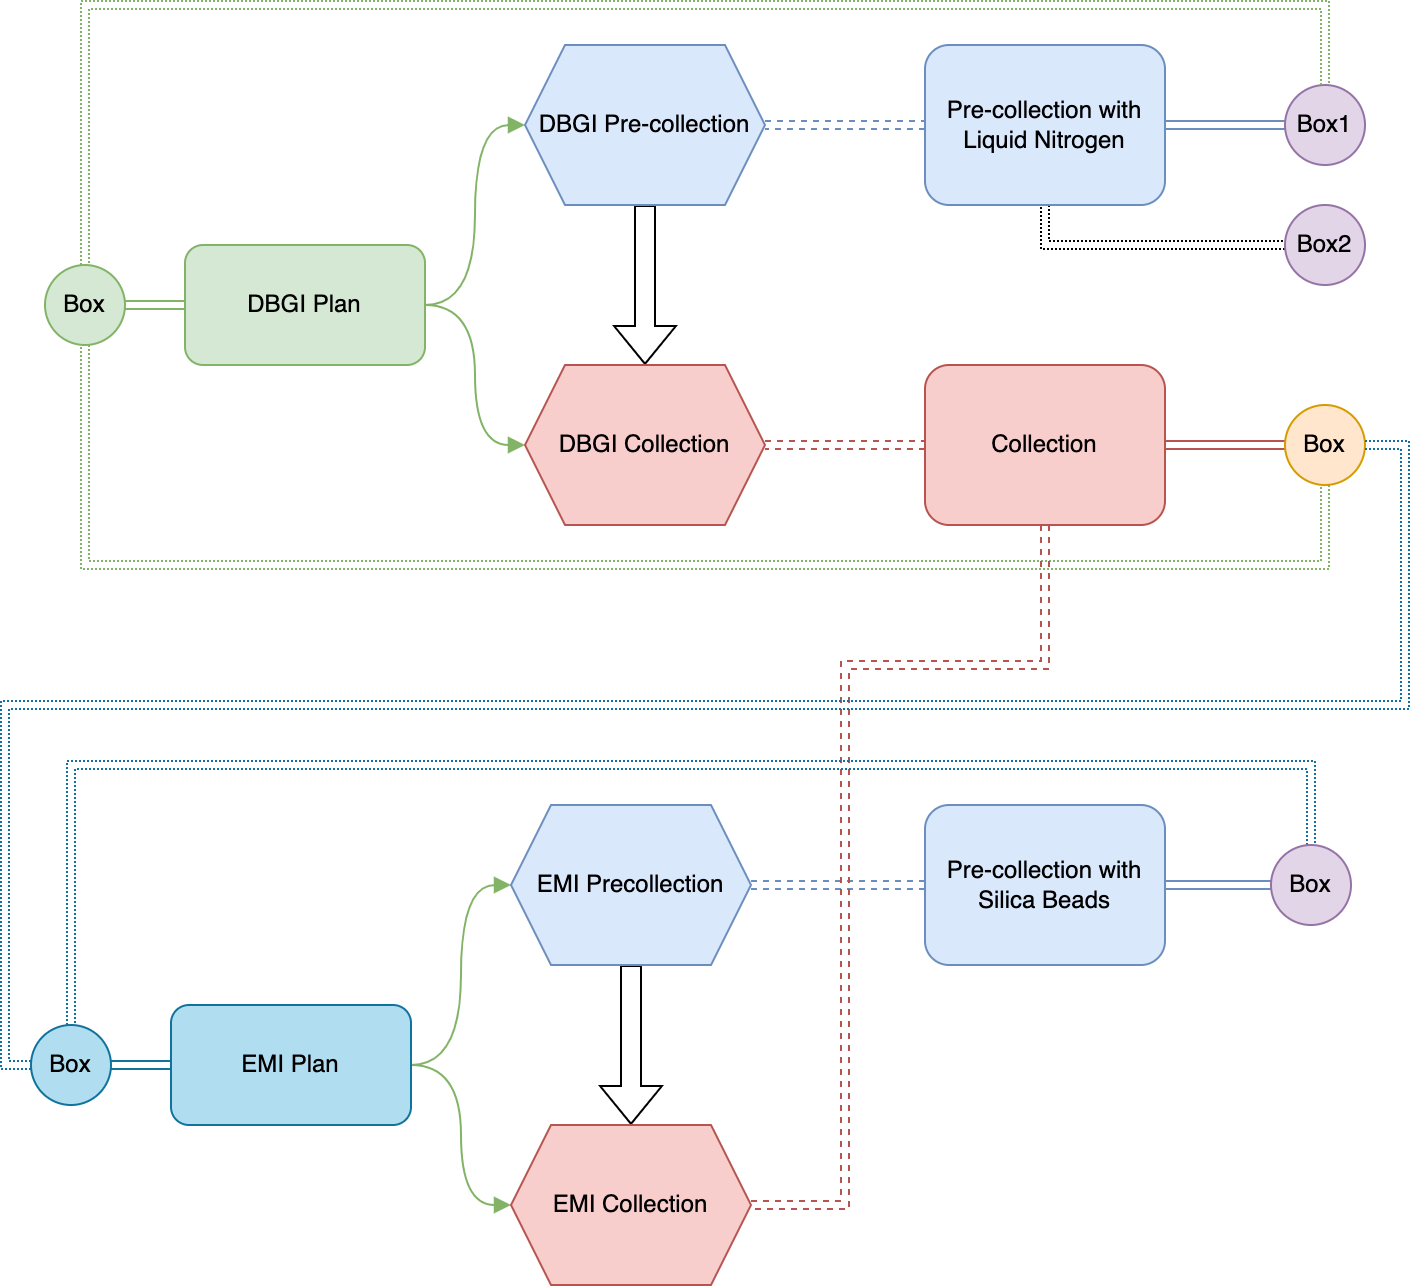 DBGI Pre-collection
Pre-collection with
Liquid Nitrogen
Box1
Box2
Box
DBGI Plan
DBGI Collection
Collection
Box
EMI Precollection
Pre-collection with
Silica Beads
Box
Box
EMI Plan
EMI Collection